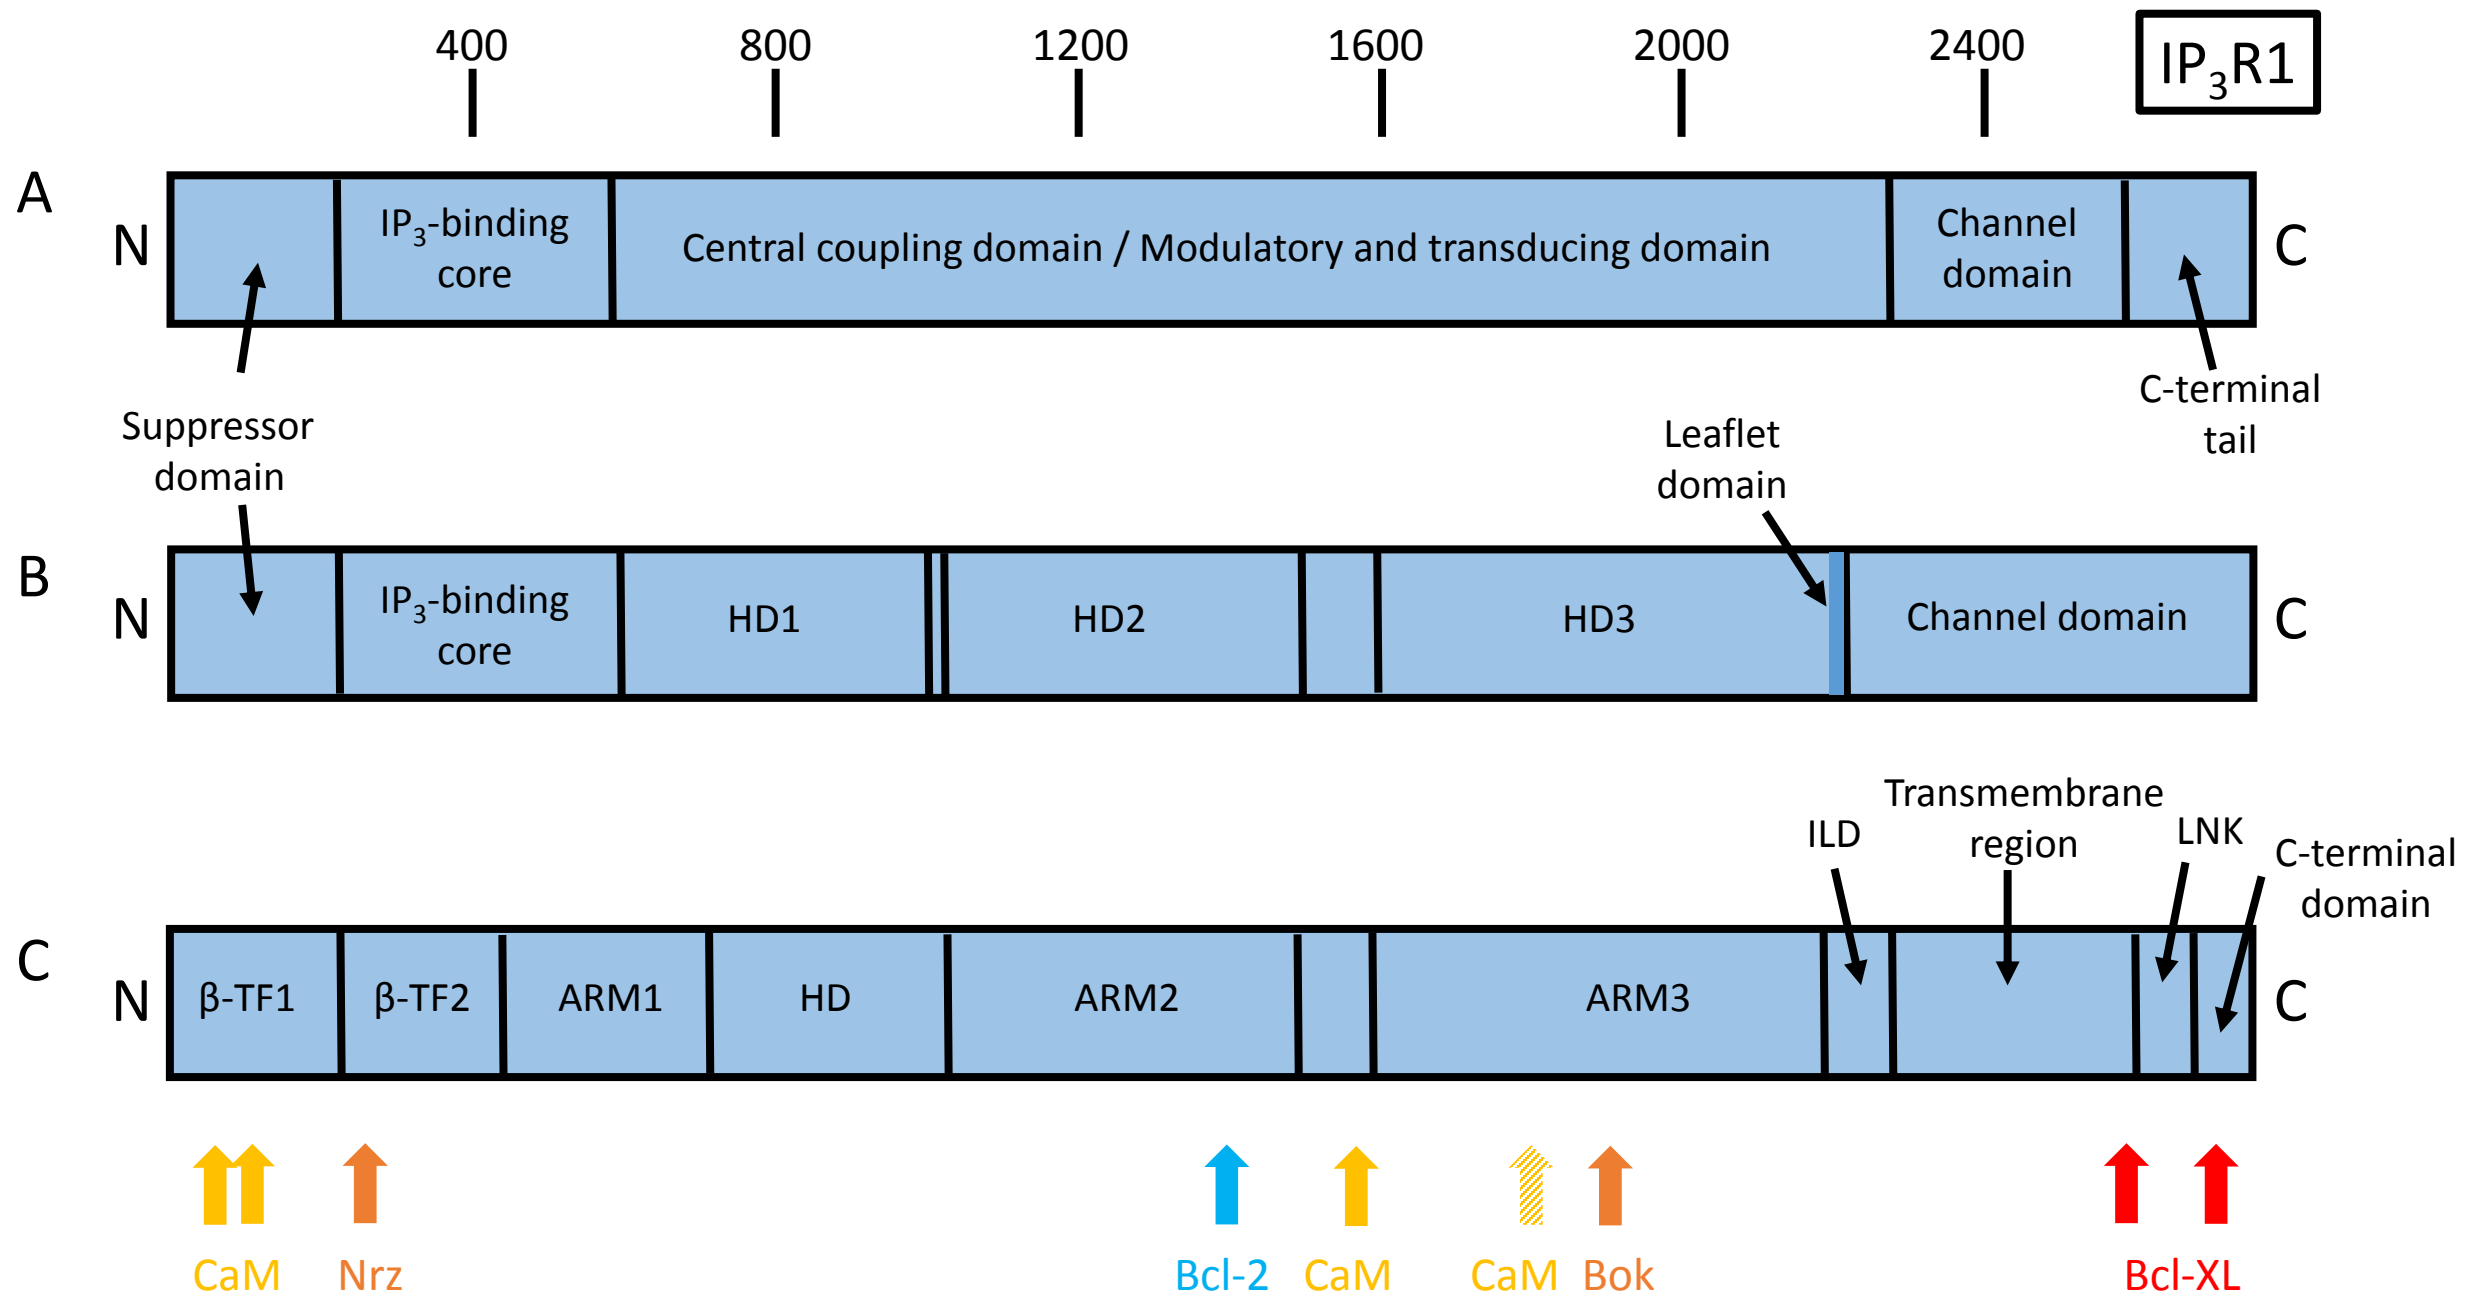 400 800 1200 1600 2000 2400 IP₃R1
A
N IP₃-binding core Central coupling domain / Modulatory and transducing domain Channel domain C
Suppressor
domain
Leaflet
domain
C-terminal
tail
B
N IP₃-binding core HD1 HD2 HD3 Channel domain C
ILD
Transmembrane
region
LNK
C-terminal
domain
C
N β-TF1 β-TF2 ARM1 HD ARM2 ARM3 C
CaM Nrz Bcl-2 CaM CaM Bok Bcl-XL